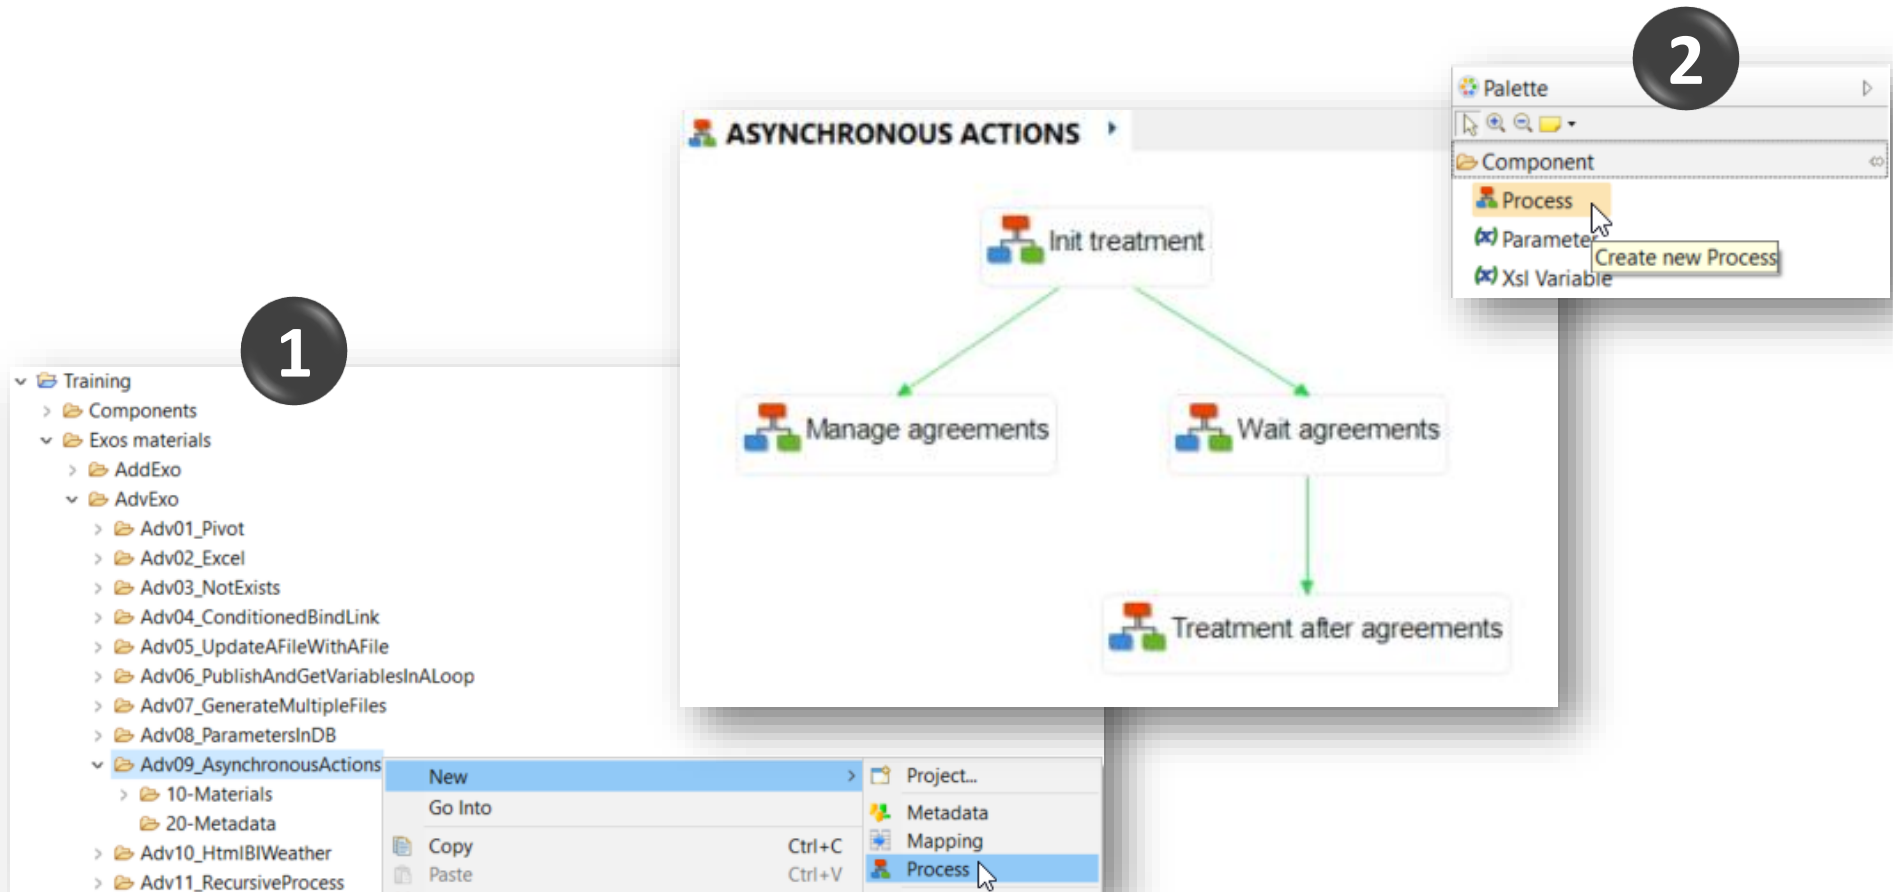 1
Training
Components
Exos materials
AddExo
AdvExo
Adv01_Pivot
Adv02_Excel
Adv03_NotExists
Adv04_ConditionedBindLink
Adv05_UpdateAFileWithAFile
Adv06_PublishAndGetVariablesInALoop
Adv07_GenerateMultipleFiles
Adv08_ParametersInDB
Adv09_AsynchronousActions
10-Materials
20-Metadata
Adv10_HtmlBIWeather
Adv11_RecursiveProcess
New
Go Into
Copy Ctrl+C
Paste Ctrl+V
Project...
Metadata
Mapping
Process
ASYNCHRONOUS ACTIONS
Init treatment
Manage agreements
Wait agreements
Treatment after agreements
2
Palette
Component
Process
(x) Parameter
Create new Process
(x) Xsl Variable